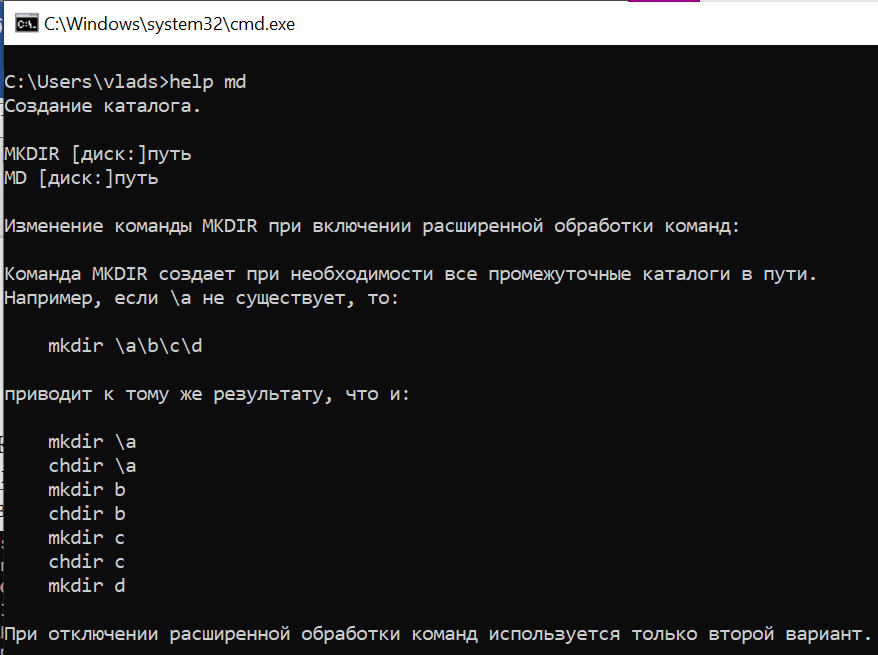 C:\Windows\system32\cmd.exe
C:\Users\vlads>help md
Создание каталога.
MKDIR [диск:]путь
MD [диск:]путь
Изменение команды MKDIR при включении расширенной обработки команд:
Команда MKDIR создает при необходимости все промежуточные каталоги в пути.
Например, если \a не существует, то:
mkdir \a\b\c\d
приводит к тому же результату, что и:
mkdir \a
chdir \a
mkdir b
chdir b
mkdir c
chdir c
mkdir d
При отключении расширенной обработки команд используется только второй вариант.